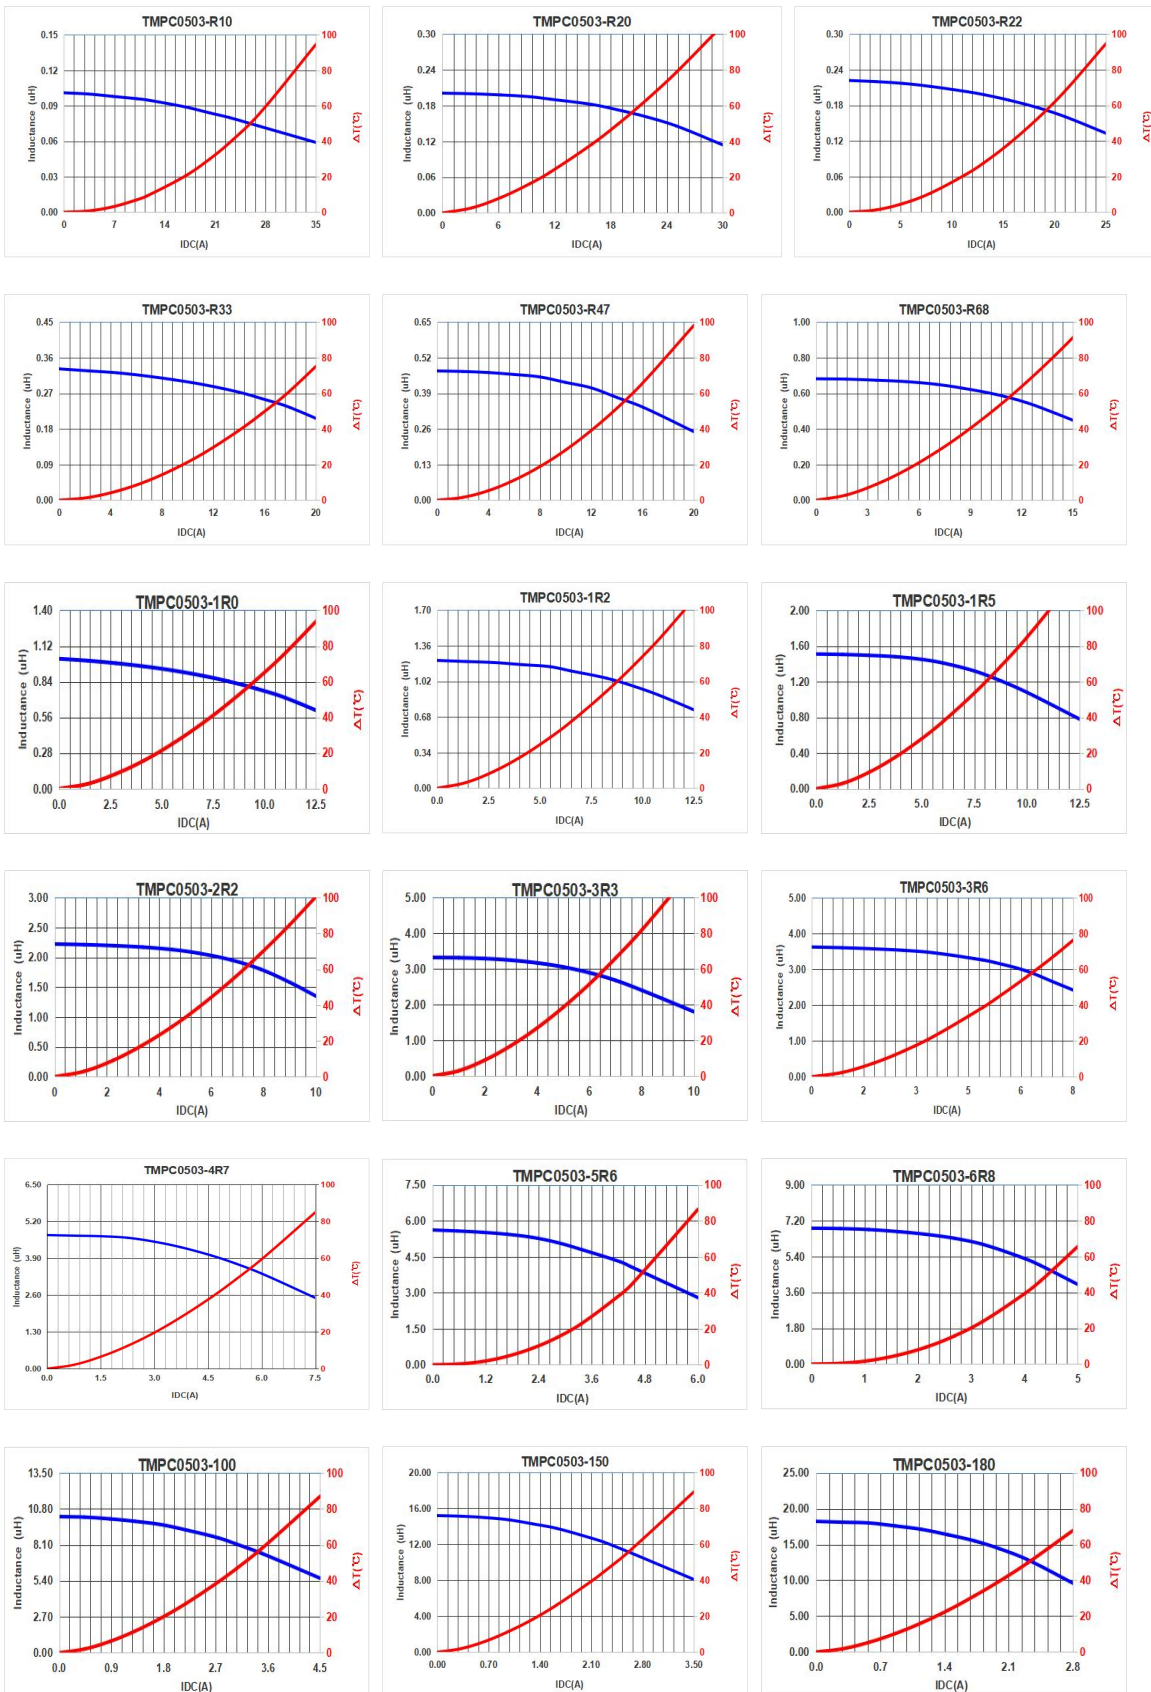 TMPC0503-R10
0.15
0.12
0.09
0.06
0.03
0.00
Inductance (uH)
100
80
60
40
20
0
ΔT(℃)
0 7 14 21 28 35
IDC(A)
TMPC0503-R20
0.30
0.24
0.18
0.12
0.06
0.00
Inductance (uH)
100
80
60
40
20
0
ΔT(℃)
0 6 12 18 24 30
IDC(A)
TMPC0503-R22
0.30
0.24
0.18
0.12
0.06
0.00
Inductance (uH)
100
80
60
40
20
0
ΔT(℃)
0 5 10 15 20 25
IDC(A)
TMPC0503-R33
0.45
0.36
0.27
0.18
0.09
0.00
Inductance (uH)
100
80
60
40
20
0
ΔT(℃)
0 4 8 12 16 20
IDC(A)
TMPC0503-R47
0.65
0.52
0.39
0.26
0.13
0.00
Inductance (uH)
100
80
60
40
20
0
ΔT(℃)
0 4 8 12 16 20
IDC(A)
TMPC0503-R68
1.00
0.80
0.60
0.40
0.20
0.00
Inductance (uH)
100
80
60
40
20
0
ΔT(℃)
0 3 6 9 12 15
IDC(A)
TMPC0503-1R0
1.40
1.12
0.84
0.56
0.28
0.00
Inductance (uH)
100
80
60
40
20
0
ΔT(℃)
0.0 2.5 5.0 7.5 10.0 12.5
IDC(A)
TMPC0503-1R2
1.70
1.36
1.02
0.68
0.34
0.00
Inductance (uH)
100
80
60
40
20
0
ΔT(℃)
0.0 2.5 5.0 7.5 10.0 12.5
IDC(A)
TMPC0503-1R5
2.00
1.60
1.20
0.80
0.40
0.00
Inductance (uH)
100
80
60
40
20
0
ΔT(℃)
0.0 2.5 5.0 7.5 10.0 12.5
IDC(A)
TMPC0503-2R2
3.00
2.50
2.00
1.50
1.00
0.50
0.00
Inductance (uH)
100
80
60
40
20
0
ΔT(℃)
0 2 4 6 8 10
IDC(A)
TMPC0503-3R3
5.00
4.00
3.00
2.00
1.00
0.00
Inductance (uH)
100
80
60
40
20
0
ΔT(℃)
0 2 4 6 8 10
IDC(A)
TMPC0503-3R6
5.00
4.00
3.00
2.00
1.00
0.00
Inductance (uH)
100
80
60
40
20
0
ΔT(℃)
0 2 3 5 6 8
IDC(A)
TMPC0503-4R7
6.50
5.20
3.90
2.60
1.30
0.00
Inductance (uH)
100
80
60
40
20
0
ΔT(℃)
0.0 1.5 3.0 4.5 6.0 7.5
IDC(A)
TMPC0503-5R6
7.50
6.00
4.50
3.00
1.50
0.00
Inductance (uH)
100
80
60
40
20
0
ΔT(℃)
0.0 1.2 2.4 3.6 4.8 6.0
IDC(A)
TMPC0503-6R8
9.00
7.20
5.40
3.60
1.80
0.00
Inductance (uH)
100
80
60
40
20
0
ΔT(℃)
0 1 2 3 4 5
IDC(A)
TMPC0503-100
13.50
10.80
8.10
5.40
2.70
0.00
Inductance (uH)
100
80
60
40
20
0
ΔT(℃)
0.0 0.9 1.8 2.7 3.6 4.5
IDC(A)
TMPC0503-150
20.00
16.00
12.00
8.00
4.00
0.00
Inductance (uH)
100
80
60
40
20
0
ΔT(℃)
0.00 0.70 1.40 2.10 2.80 3.50
IDC(A)
TMPC0503-180
25.00
20.00
15.00
10.00
5.00
0.00
Inductance (uH)
100
80
60
40
20
0
ΔT(℃)
0.0 0.7 1.4 2.1 2.8
IDC(A)